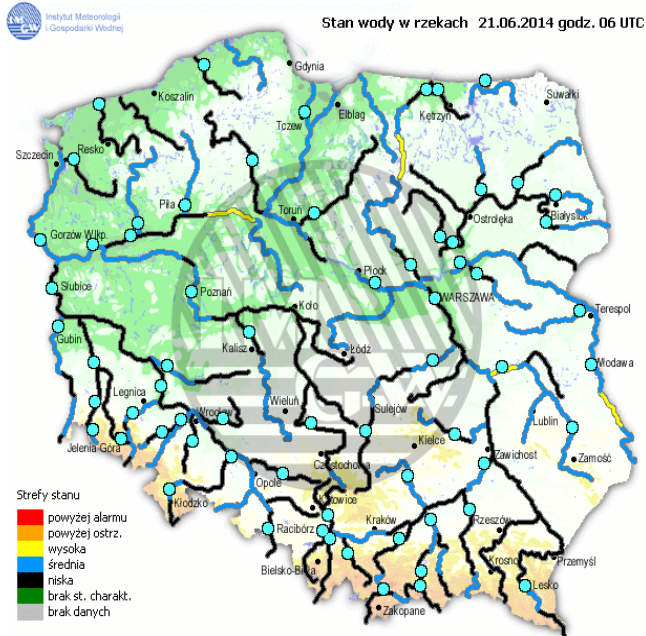 Instytut Meteorologii
i Gospodarki Wodnej
Stan wody w rzekach 21.06.2014 godz. 06 UTC
Gdynia
Koszalin
Suwałki
Tczew
Elbląg
Kętrzyn
Resko
Szczecin
Piła
Toruń
Ostrołęka
Białystok
Gorzów Wlkp.
Płock
Słubice
Poznań
Koło
WARSZAWA
Terespol
Gubin
Kalisz
Łódź
Włodawa
Legnica
Wrocław
Wieluń
Sulejów
Lublin
Jelenia-Góra
Kielce
Zawichost
Zamość
Częstochowa
Opole
Kłodzko
Katowice
Racibórz
Kraków
Rzeszów
Bielsko-Biała
Krosno
Przemyśl
Lesko
Zakopane
Strefy stanu
powyżej alarmu
powyżej ostrz.
wysoka
średnia
niska
brak st. charakt.
brak danych